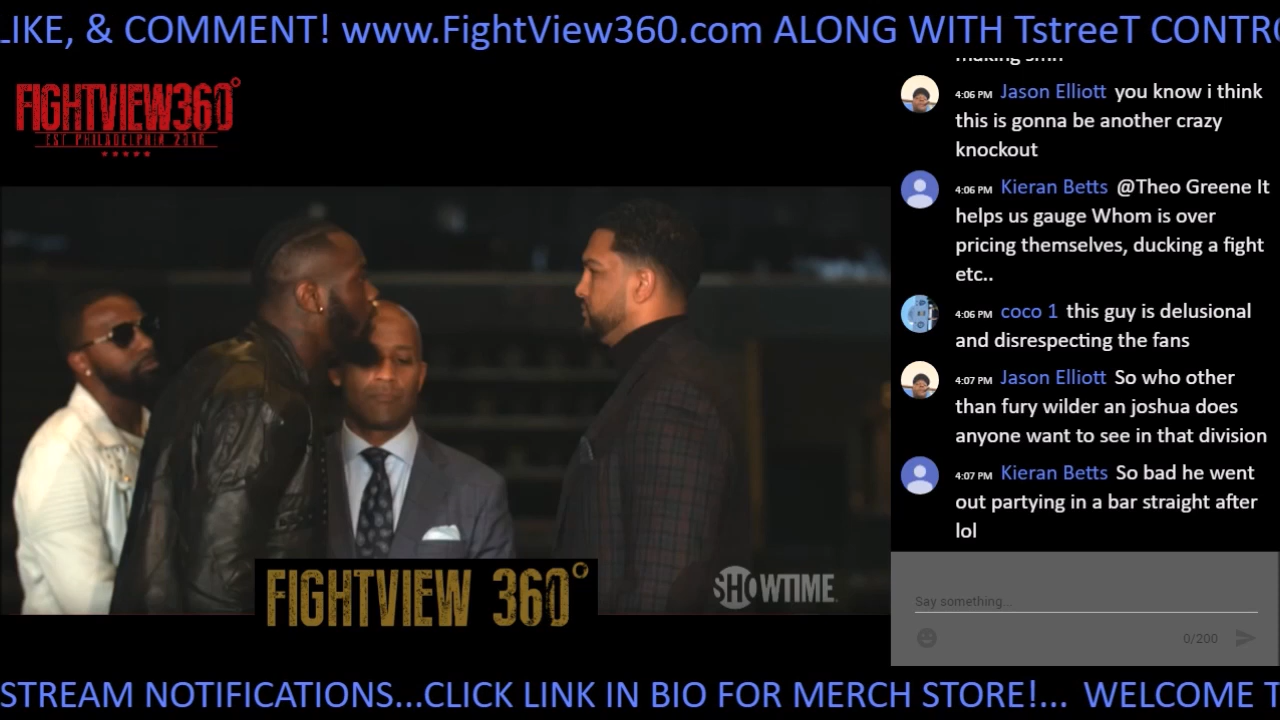 LIKE, & COMMENT! www.FightView360.com ALONG WITH TstreeT CONTRO
FIGHTVIEW360°
EST PHILADELPHIA 2016
4:06 PM Jason Elliott you know i think
this is gonna be another crazy
knockout
4:06 PM Kieran Betts @Theo Greene It
helps us gauge Whom is over
pricing themselves, ducking a fight
etc..
4:06 PM coco 1 this guy is delusional
and disrespecting the fans
4:07 PM Jason Elliott So who other
than fury wilder an joshua does
anyone want to see in that division
4:07 PM Kieran Betts So bad he went
out partying in a bar straight after
lol
FIGHTVIEW 360°
SHOWTIME
Say something...
0/200
STREAM NOTIFICATIONS...CLICK LINK IN BIO FOR MERCH STORE!... WELCOME T